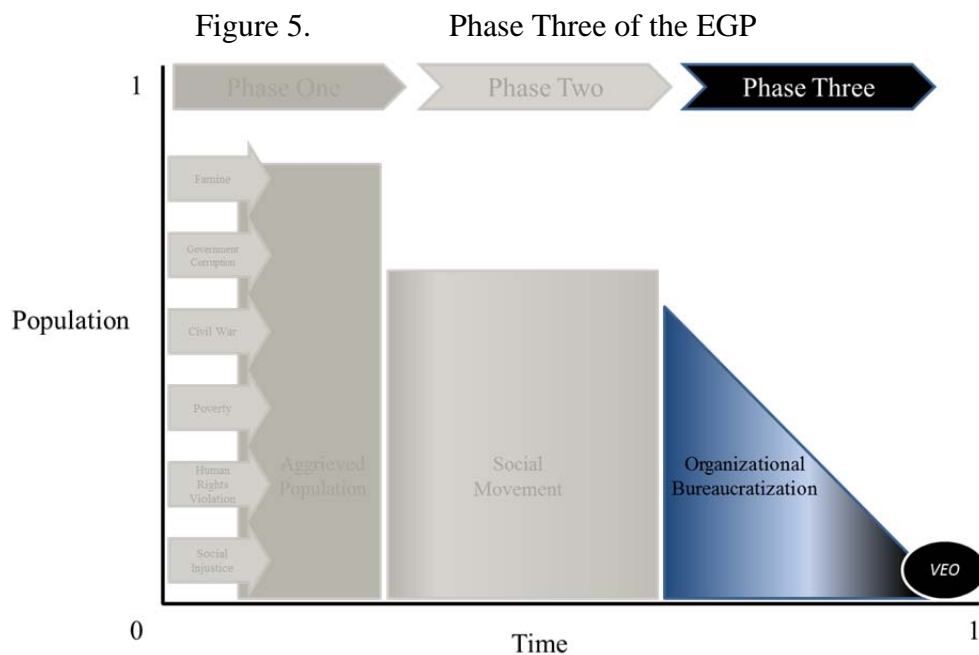 Figure 5. Phase Three of the EGP
1
Phase One
Phase Two
Phase Three
Famine
Government
Corruption
Civil War
Population
Poverty
Human
Rights
Violation
Aggrieved
Population
Social
Movement
Organizational
Bureaucratization
Social
Injustice
VEO
0
Time
1